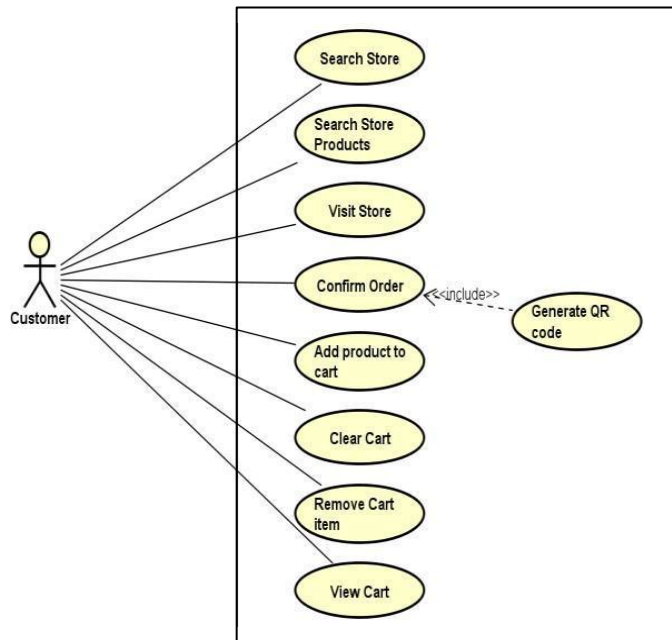 Search Store
Search Store
Products
Visit Store
Confirm Order
<<include>>
Generate QR
code
Customer
Add product to
cart
Clear Cart
Remove Cart
item
View Cart